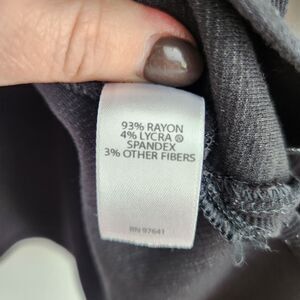 93% RAYON
4% LYCRA ®
SPANDEX
3% OTHER FIBERS
RN 97641